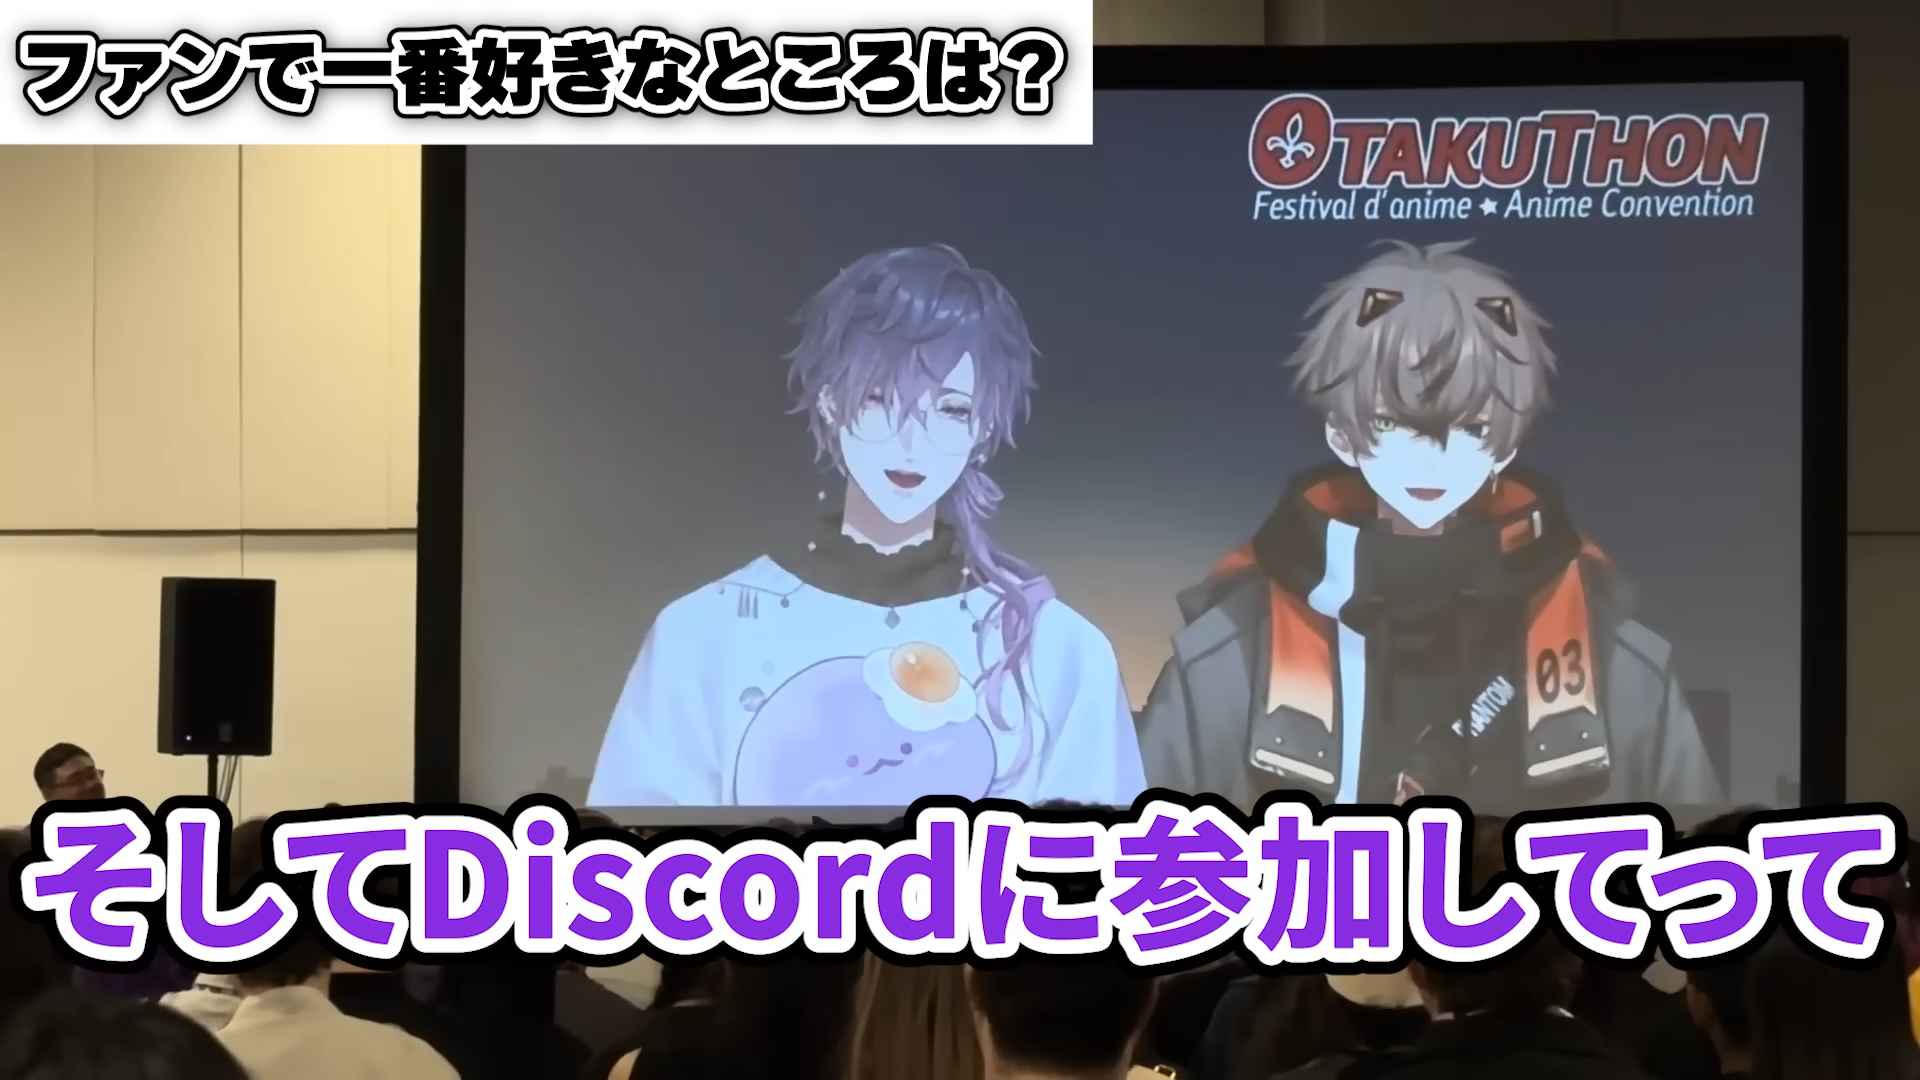 ファンで一番好きなところは?
OTAKUTHON
Festival d'anime ★ Anime Convention
03
PHANTOM
そしてDiscordに参加してって